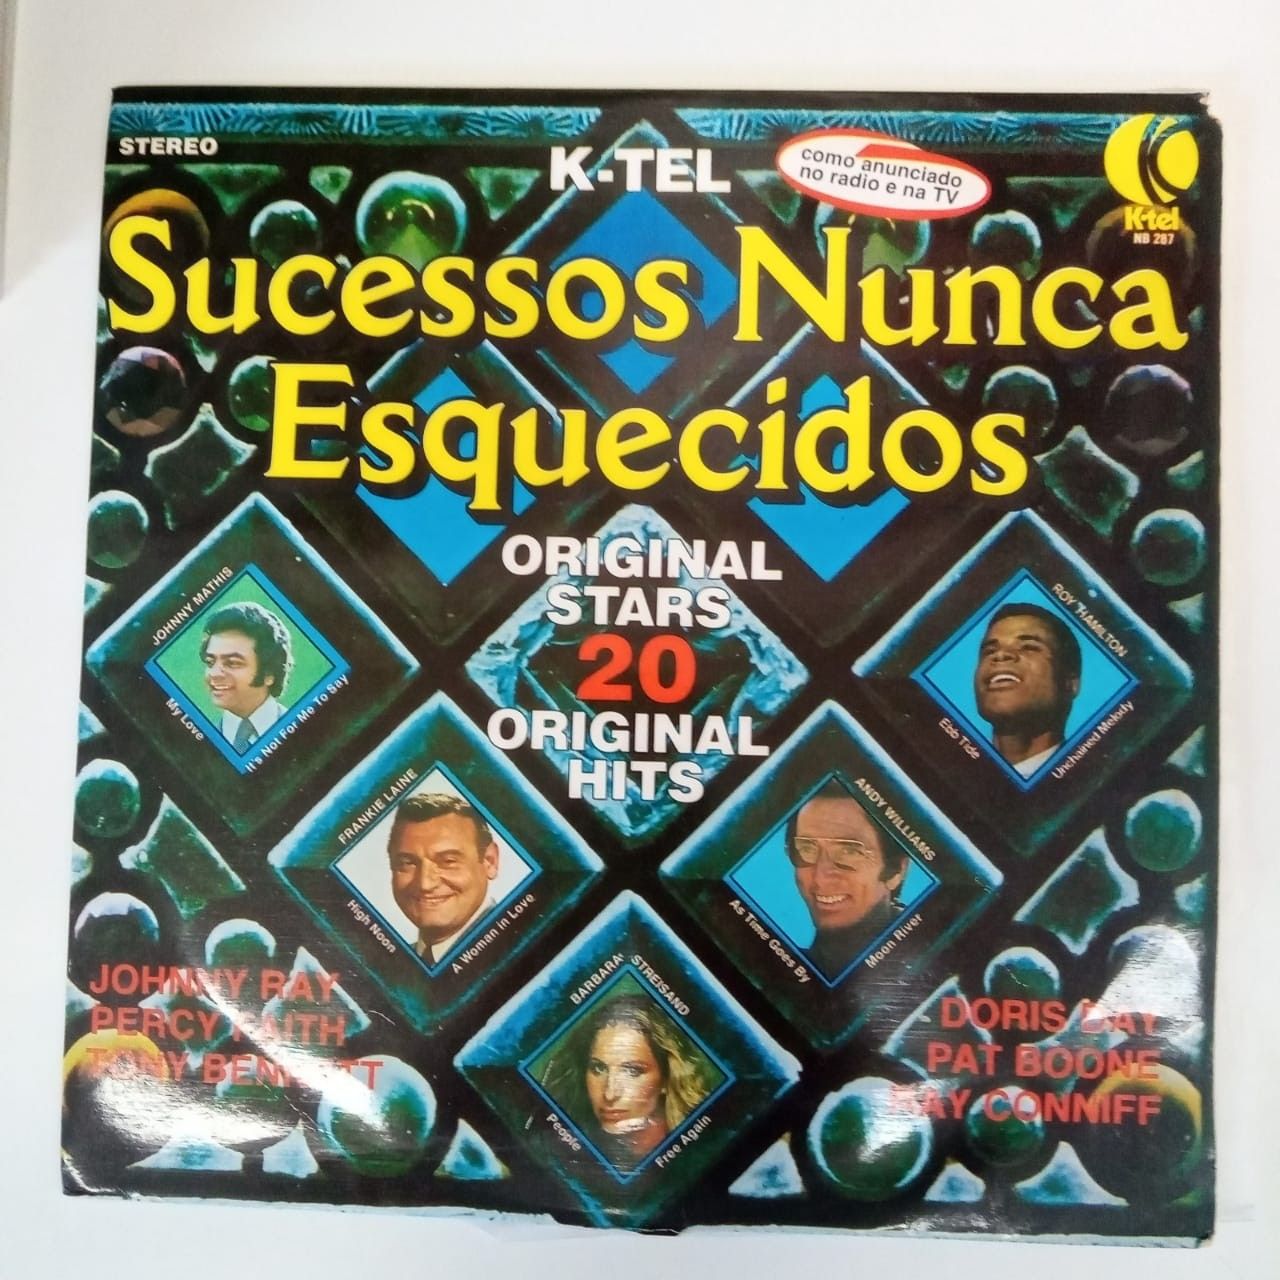 STEREO
K-TEL
como anunciado
no radio e na TV
K-tel
NB 287
Sucessos Nunca
Esquecidos
ORIGINAL
STARS
20
ORIGINAL
HITS
JOHNNY MATHIS
My Love
It's Not For Me To Say
ROY HAMILTON
Ebb Tide
Unchained Melody
FRANKIE LAINE
High Noon
A Woman in Love
ANDY WILLIAMS
As Time Goes By
Moon River
BARBARA STREISAND
People
Free Again
JOHNNY RAY
PERCY FAITH
TONY BENNETT
DORIS DAY
PAT BOONE
RAY CONNIFF